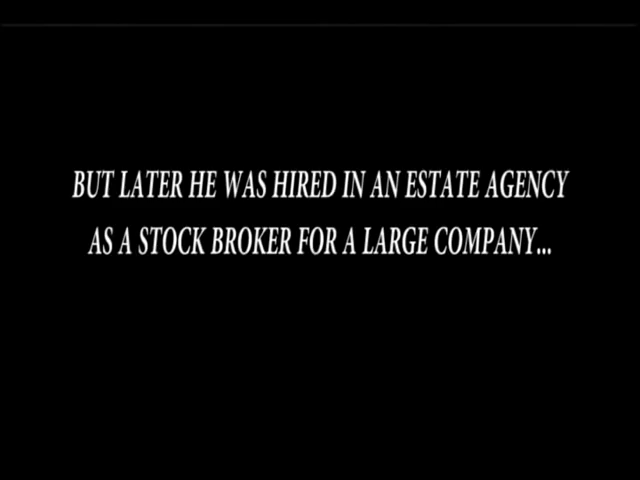 BUT LATER HE WAS HIRED IN AN ESTATE AGENCY
AS A STOCK BROKER FOR A LARGE COMPANY...